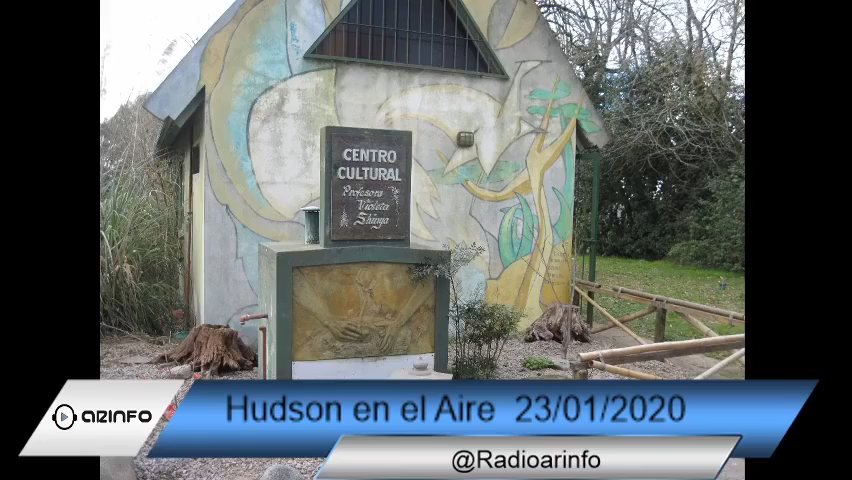 CENTRO
CULTURAL
Profesora
Violeta
Shinya
ARINFO
Hudson en el Aire 23/01/2020
@Radioarinfo